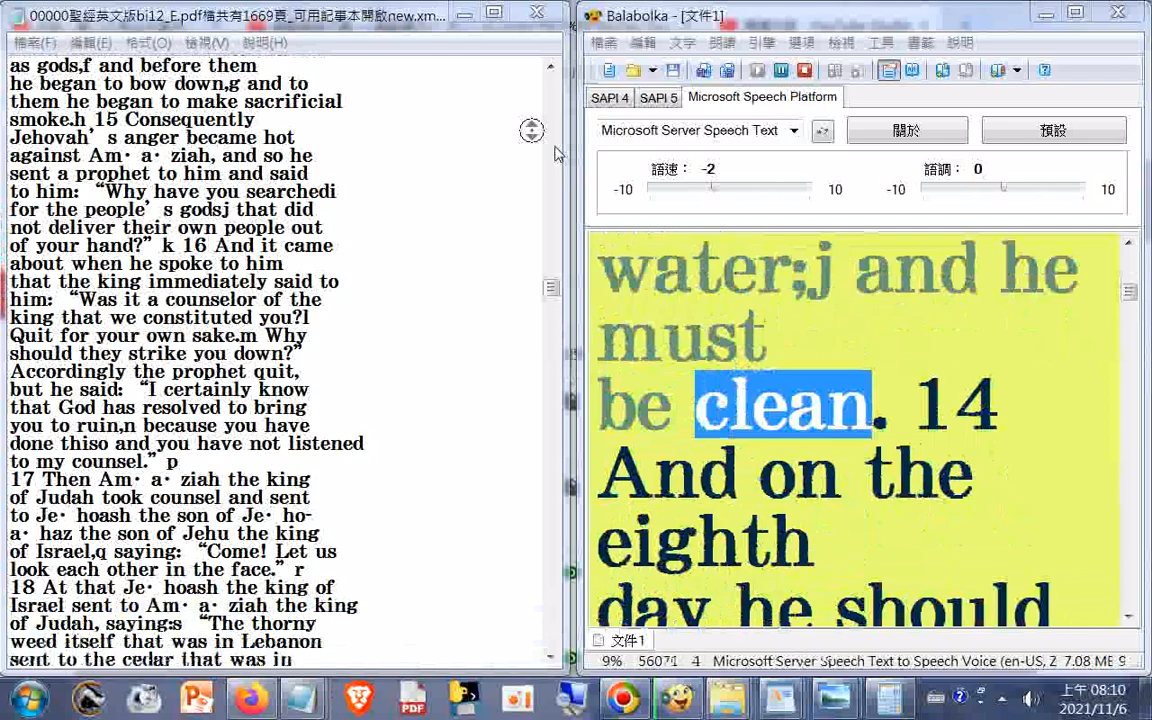 00000聖經英文版bi12_E.pdf檔共有1669頁_可用記事本開啟new.xm...
檔案(F) 編輯(E) 格式(O) 檢視(V) 說明(H)
as gods,f and before them
he began to bow down,g and to
them he began to make sacrificial
smoke.h 15 Consequently
Jehovah’s anger became hot
against Am·a·ziah, and so he
sent a prophet to him and said
to him: “Why have you searchedi
for the people’s godsj that did
not deliver their own people out
of your hand?” k 16 And it came
about when he spoke to him
that the king immediately said to
him: “Was it a counselor of the
king that we constituted you?l
Quit for your own sake.m Why
should they strike you down?”
Accordingly the prophet quit,
but he said: “I certainly know
that God has resolved to bring
you to ruin,n because you have
done thiso and you have not listened
to my counsel.” p
17 Then Am·a·ziah the king
of Judah took counsel and sent
to Je·hoash the son of Je·ho-
a·haz the son of Jehu the king
of Israel,q saying: “Come! Let us
look each other in the face.” r
18 At that Je·hoash the king of
Israel sent to Am·a·ziah the king
of Judah, saying:s “The thorny
weed itself that was in Lebanon
sent to the cedar that was in
Balabolka - [文件1]
檔案 編輯 文字 朗讀 引擎 選項 檢視 工具 書籤 說明
SAPI 4 SAPI 5 Microsoft Speech Platform
Microsoft Server Speech Text 關於 預設
語速： -2 語調： 0
-10 10 -10 10
water;j and he
must
be clean. 14
And on the
eighth
day he should
文件1
9% 56071 4 Microsoft Server Speech Text to Speech Voice (en-US, Z 7.08 MB 9
PDF
上午 08:10
2021/11/6